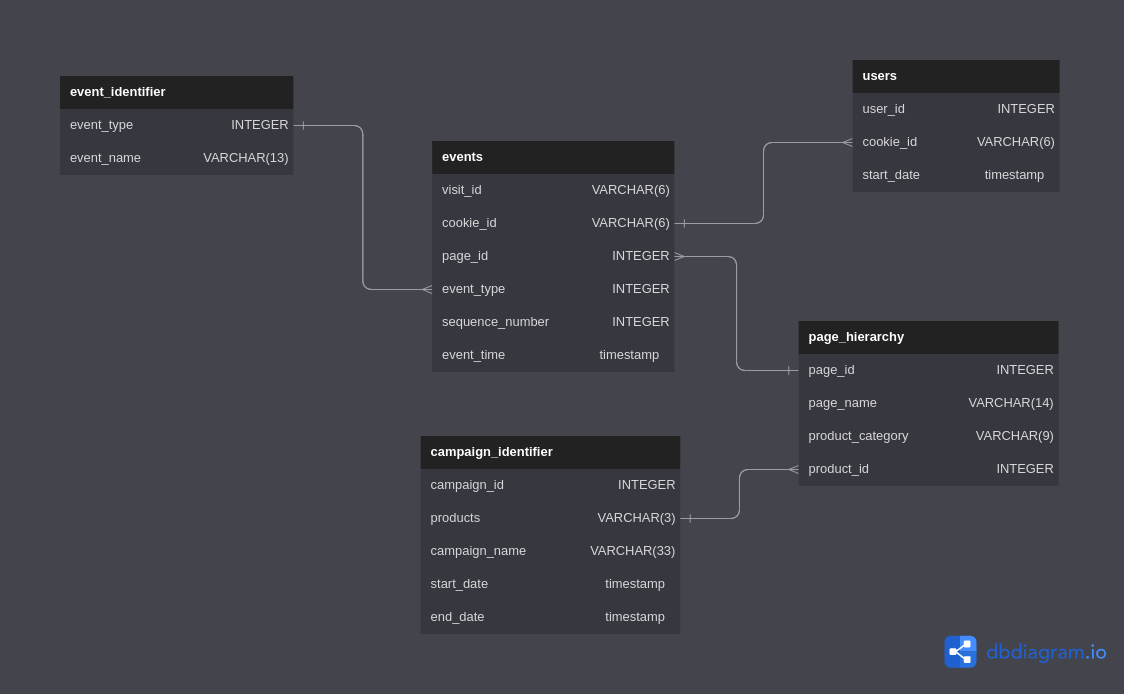 event_identifier
event_type INTEGER
event_name VARCHAR(13)
users
user_id INTEGER
cookie_id VARCHAR(6)
start_date timestamp
events
visit_id VARCHAR(6)
cookie_id VARCHAR(6)
page_id INTEGER
event_type INTEGER
sequence_number INTEGER
event_time timestamp
page_hierarchy
page_id INTEGER
page_name VARCHAR(14)
product_category VARCHAR(9)
product_id INTEGER
campaign_identifier
campaign_id INTEGER
products VARCHAR(3)
campaign_name VARCHAR(33)
start_date timestamp
end_date timestamp
dbdiagram.io